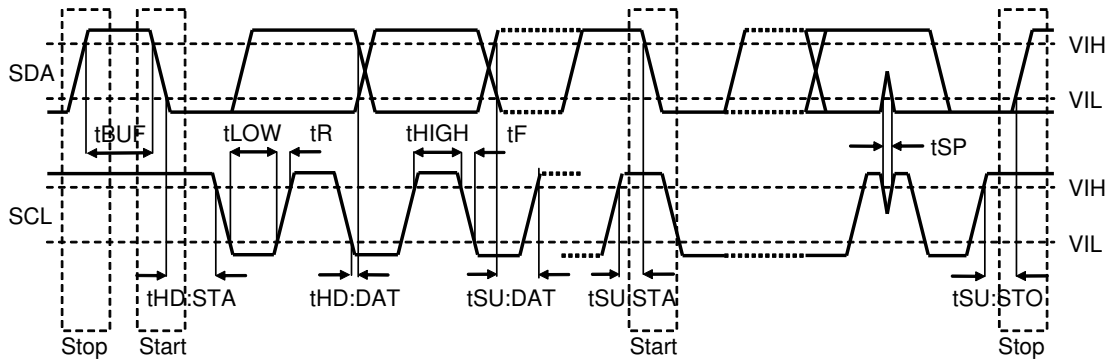 VIH
SDA
VIL
tBUF tLOW tR tHIGH tF
tSP
VIH
SCL
VIL
tHD:STA tHD:DAT tSU:DAT tSU:STA tSU:STO
Stop Start Start Stop